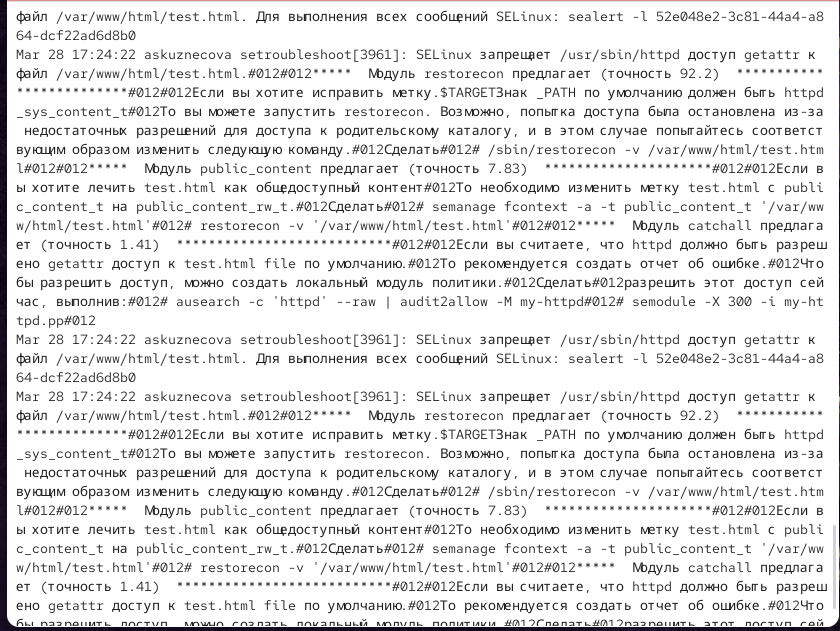 файл /var/www/html/test.html. Для выполнения всех сообщений SELinux: sealert -l 52e048e2-3c81-44a4-a8
64-dcf22ad6d8b0
Mar 28 17:24:22 askuznecova setroubleshoot[3961]: SELinux запрещает /usr/sbin/httpd доступ getattr к
файл /var/www/html/test.html.#012#012*****  Модуль restorecon предлагает (точность 92.2)  ***********
**************#012#012Если вы хотите исправить метку.$TARGETЗнак _PATH по умолчанию должен быть httpd
_sys_content_t#012То вы можете запустить restorecon. Возможно, попытка доступа была остановлена из-за
 недостаточных разрешений для доступа к родительскому каталогу, и в этом случае попытайтесь соответст
вующим образом изменить следующую команду.#012Сделать#012# /sbin/restorecon -v /var/www/html/test.htm
l#012#012*****  Модуль public_content предлагает (точность 7.83)  *********************#012#012Если в
ы хотите лечить test.html как общедоступный контент#012То необходимо изменить метку test.html с publi
c_content_t на public_content_rw_t.#012Сделать#012# semanage fcontext -a -t public_content_t '/var/ww
w/html/test.html'#012# restorecon -v '/var/www/html/test.html'#012#012*****  Модуль catchall предлага
ет (точность 1.41)  ***************************#012#012Если вы считаете, что httpd должно быть разреш
ено getattr доступ к test.html file по умолчанию.#012То рекомендуется создать отчет об ошибке.#012Что
бы разрешить доступ, можно создать локальный модуль политики.#012Сделать#012разрешить этот доступ сей
час, выполнив:#012# ausearch -c 'httpd' --raw | audit2allow -M my-httpd#012# semodule -X 300 -i my-ht
tpd.pp#012
Mar 28 17:24:22 askuznecova setroubleshoot[3961]: SELinux запрещает /usr/sbin/httpd доступ getattr к
файл /var/www/html/test.html. Для выполнения всех сообщений SELinux: sealert -l 52e048e2-3c81-44a4-a8
64-dcf22ad6d8b0
Mar 28 17:24:22 askuznecova setroubleshoot[3961]: SELinux запрещает /usr/sbin/httpd доступ getattr к
файл /var/www/html/test.html.#012#012*****  Модуль restorecon предлагает (точность 92.2)  ***********
**************#012#012Если вы хотите исправить метку.$TARGETЗнак _PATH по умолчанию должен быть httpd
_sys_content_t#012То вы можете запустить restorecon. Возможно, попытка доступа была остановлена из-за
 недостаточных разрешений для доступа к родительскому каталогу, и в этом случае попытайтесь соответст
вующим образом изменить следующую команду.#012Сделать#012# /sbin/restorecon -v /var/www/html/test.htm
l#012#012*****  Модуль public_content предлагает (точность 7.83)  *********************#012#012Если в
ы хотите лечить test.html как общедоступный контент#012То необходимо изменить метку test.html с publi
c_content_t на public_content_rw_t.#012Сделать#012# semanage fcontext -a -t public_content_t '/var/ww
w/html/test.html'#012# restorecon -v '/var/www/html/test.html'#012#012*****  Модуль catchall предлага
ет (точность 1.41)  ***************************#012#012Если вы считаете, что httpd должно быть разреш
ено getattr доступ к test.html file по умолчанию.#012То рекомендуется создать отчет об ошибке.#012Что
бы разрешить доступ, можно создать локальный модуль политики.#012Сделать#012разрешить этот доступ сей